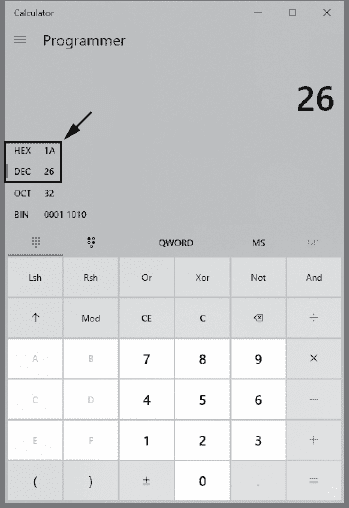 Calculator
Programmer
26
HEX 1A
DEC 26
OCT 32
BIN 0001 1010
QWORD MS
Lsh Rsh Or Xor Not And
↑ Mod CE C ⌫ ÷
A B 7 8 9 ×
C D 4 5 6 −
E F 1 2 3 +
( ) ± 0 . =